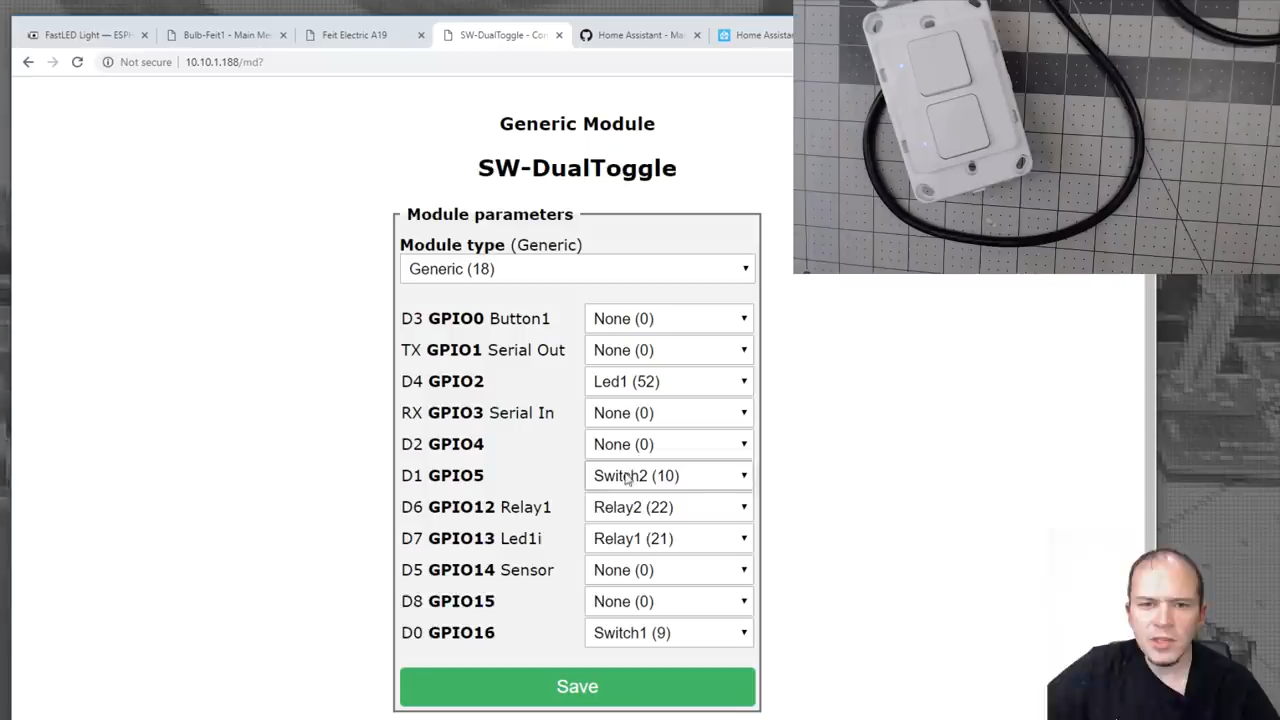 FastLED Light — ESPH
Bulb-Feit1 - Main Me
Feit Electric A19
SW-DualToggle - Con
Home Assistant - Ma
Home Assistan
Not secure
10.10.1.188/md?
Generic Module
SW-DualToggle
Module parameters
Module type (Generic)
Generic (18)
D3 GPIO0 Button1 None (0)
TX GPIO1 Serial Out None (0)
D4 GPIO2 Led1 (52)
RX GPIO3 Serial In None (0)
D2 GPIO4 None (0)
D1 GPIO5 Switch2 (10)
D6 GPIO12 Relay1 Relay2 (22)
D7 GPIO13 Led1i Relay1 (21)
D5 GPIO14 Sensor None (0)
D8 GPIO15 None (0)
D0 GPIO16 Switch1 (9)
Save